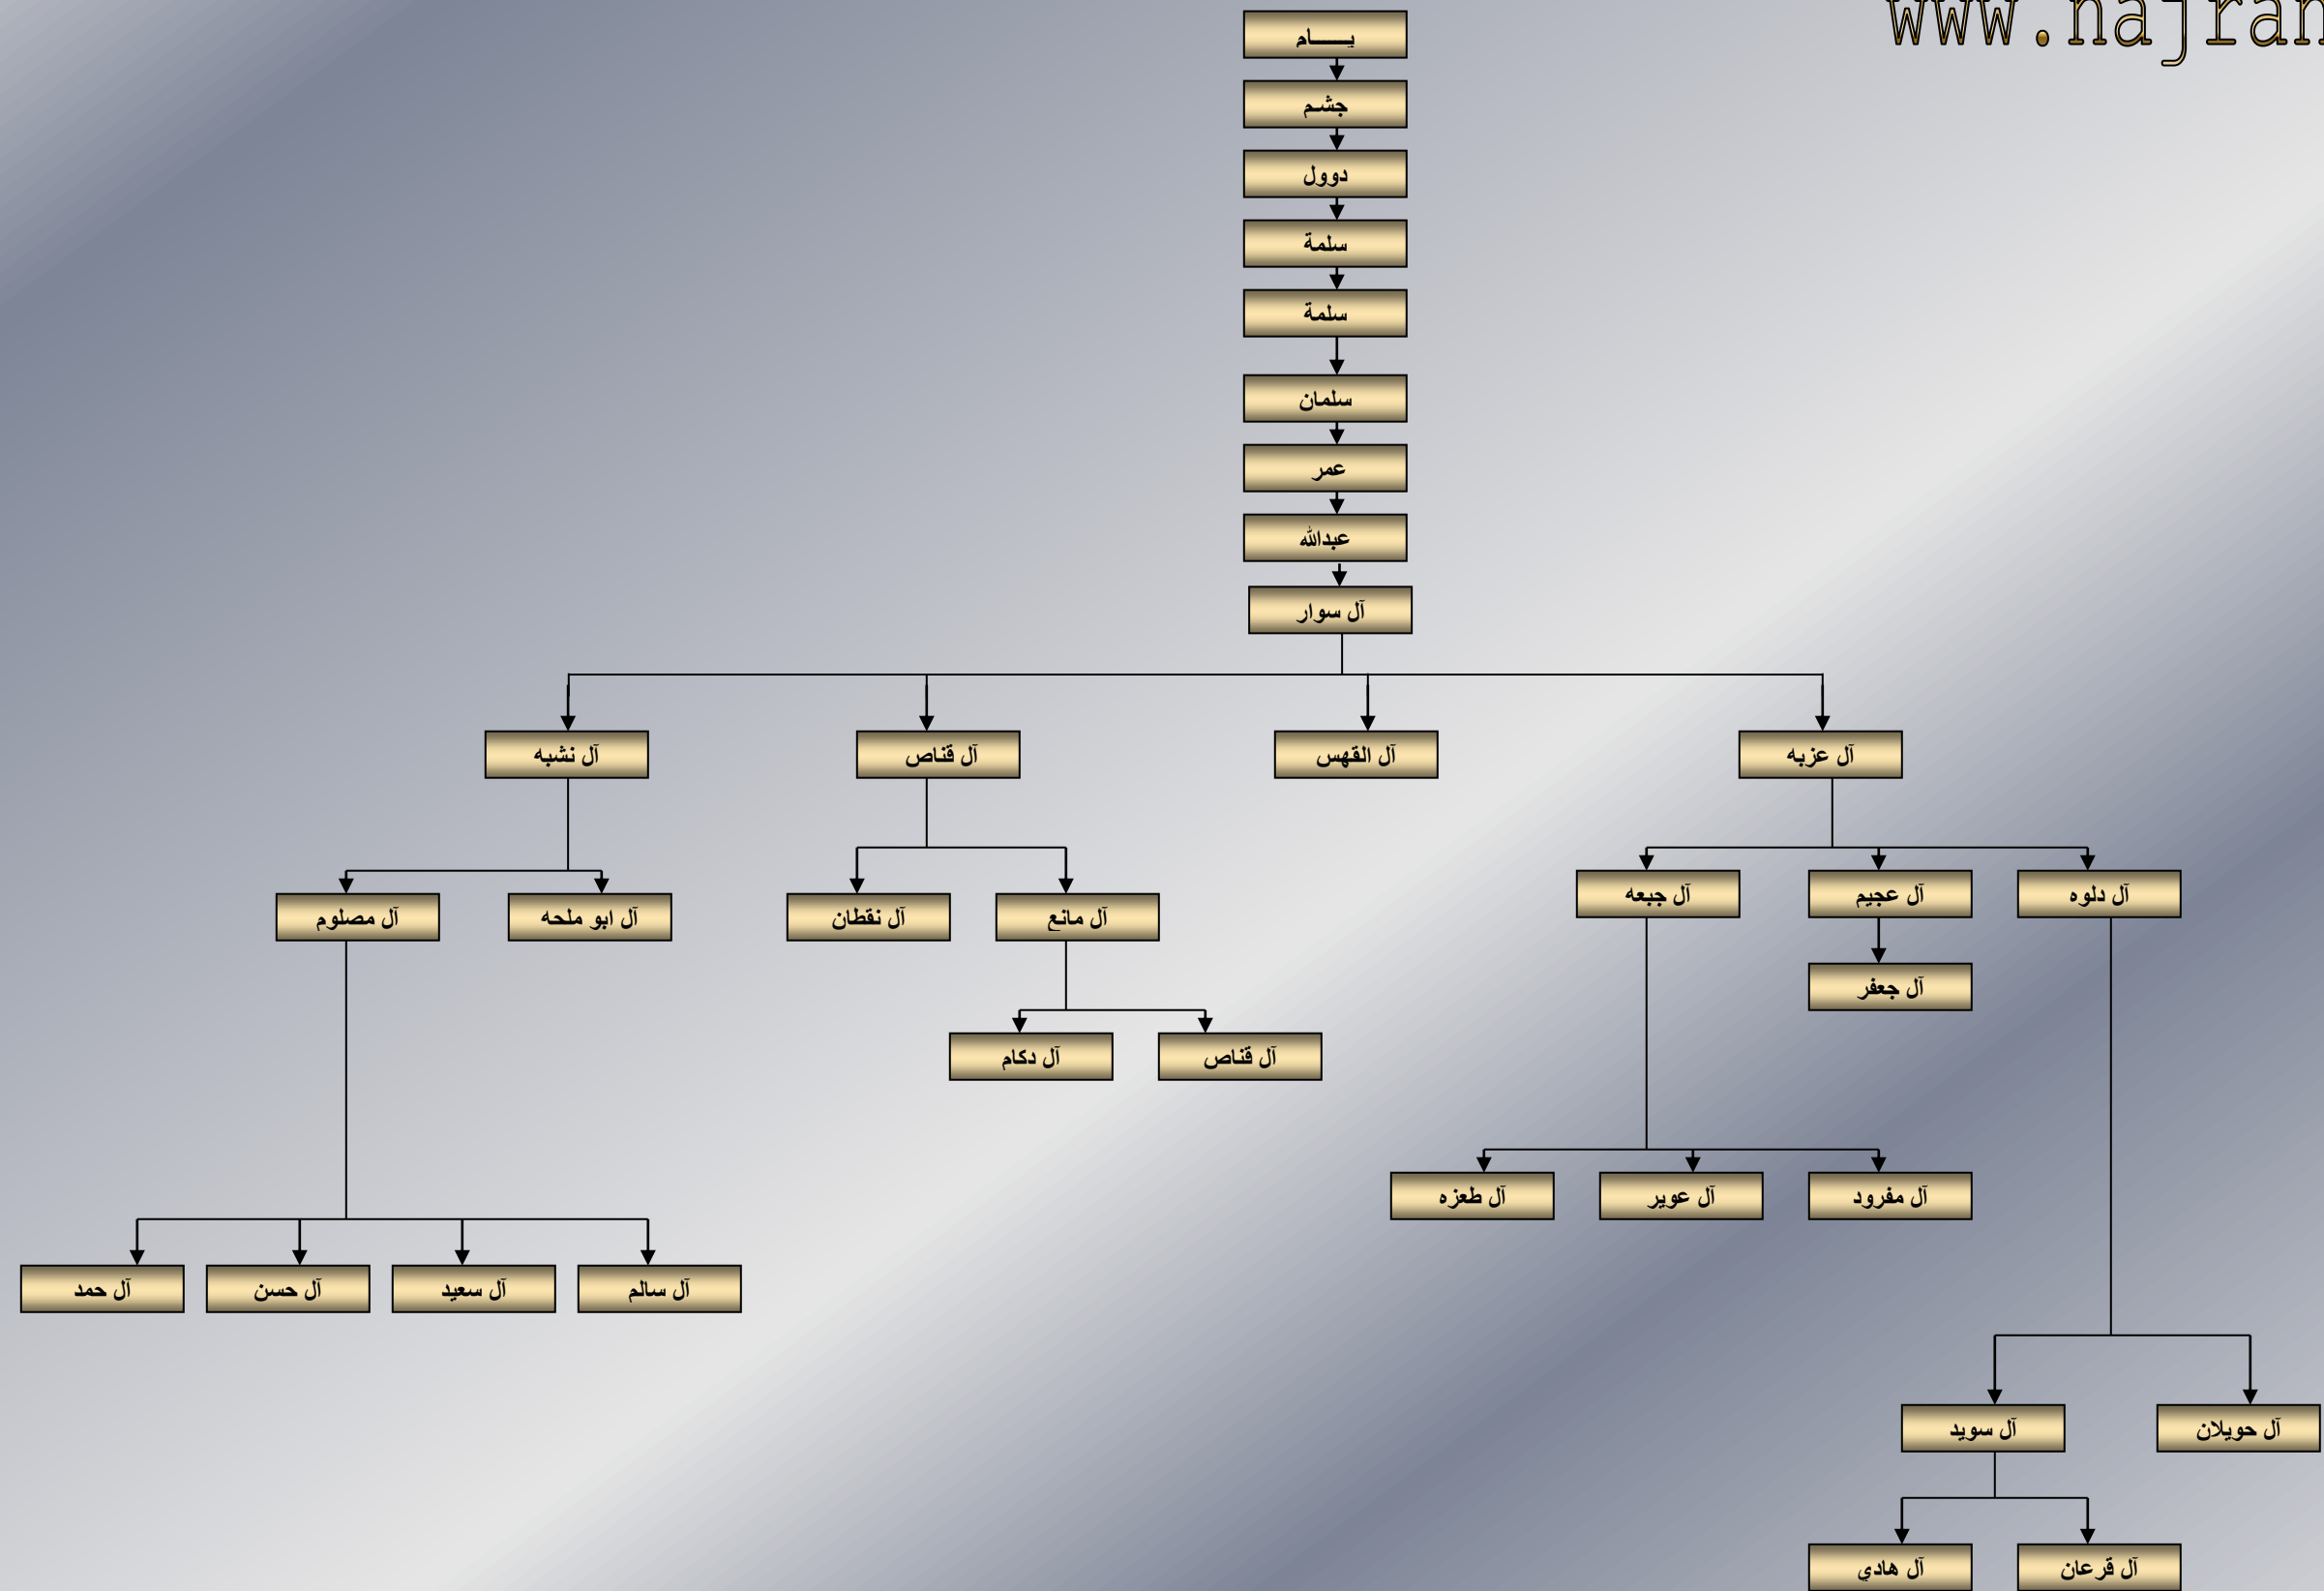 www.najran
يـــــام
جشـم
دوول
سلمة
سلمة
سلمان
عمر
عبدالله
آل سوار
آل عزبه
آل القهس
آل قناص
آل نشبه
آل دلوه
آل عجيم
آل جبعه
آل مانع
آل نقطان
آل ابو ملحه
آل مصلوم
آل جعفر
آل قناص
آل دكام
آل مفرود
آل عوير
آل طعزه
آل سالم
آل سعيد
آل حسن
آل حمد
آل حويلان
آل سويد
آل قرعان
آل هادي